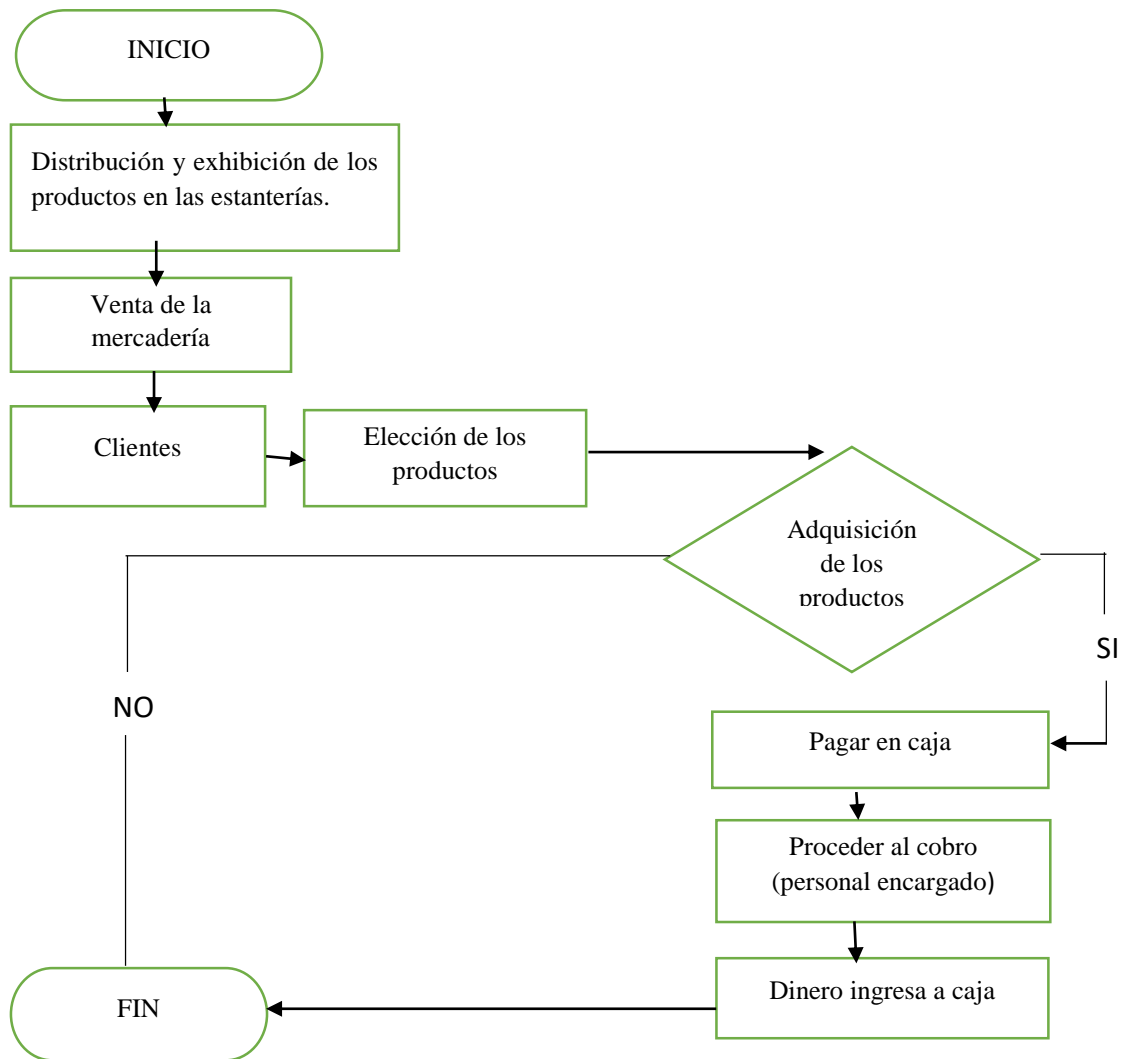 INICIO
Distribución y exhibición de los
productos en las estanterías.
Venta de la
mercadería
Clientes
Elección de los
productos
Adquisición
de los
productos
SI
NO
Pagar en caja
Proceder al cobro
(personal encargado)
Dinero ingresa a caja
FIN